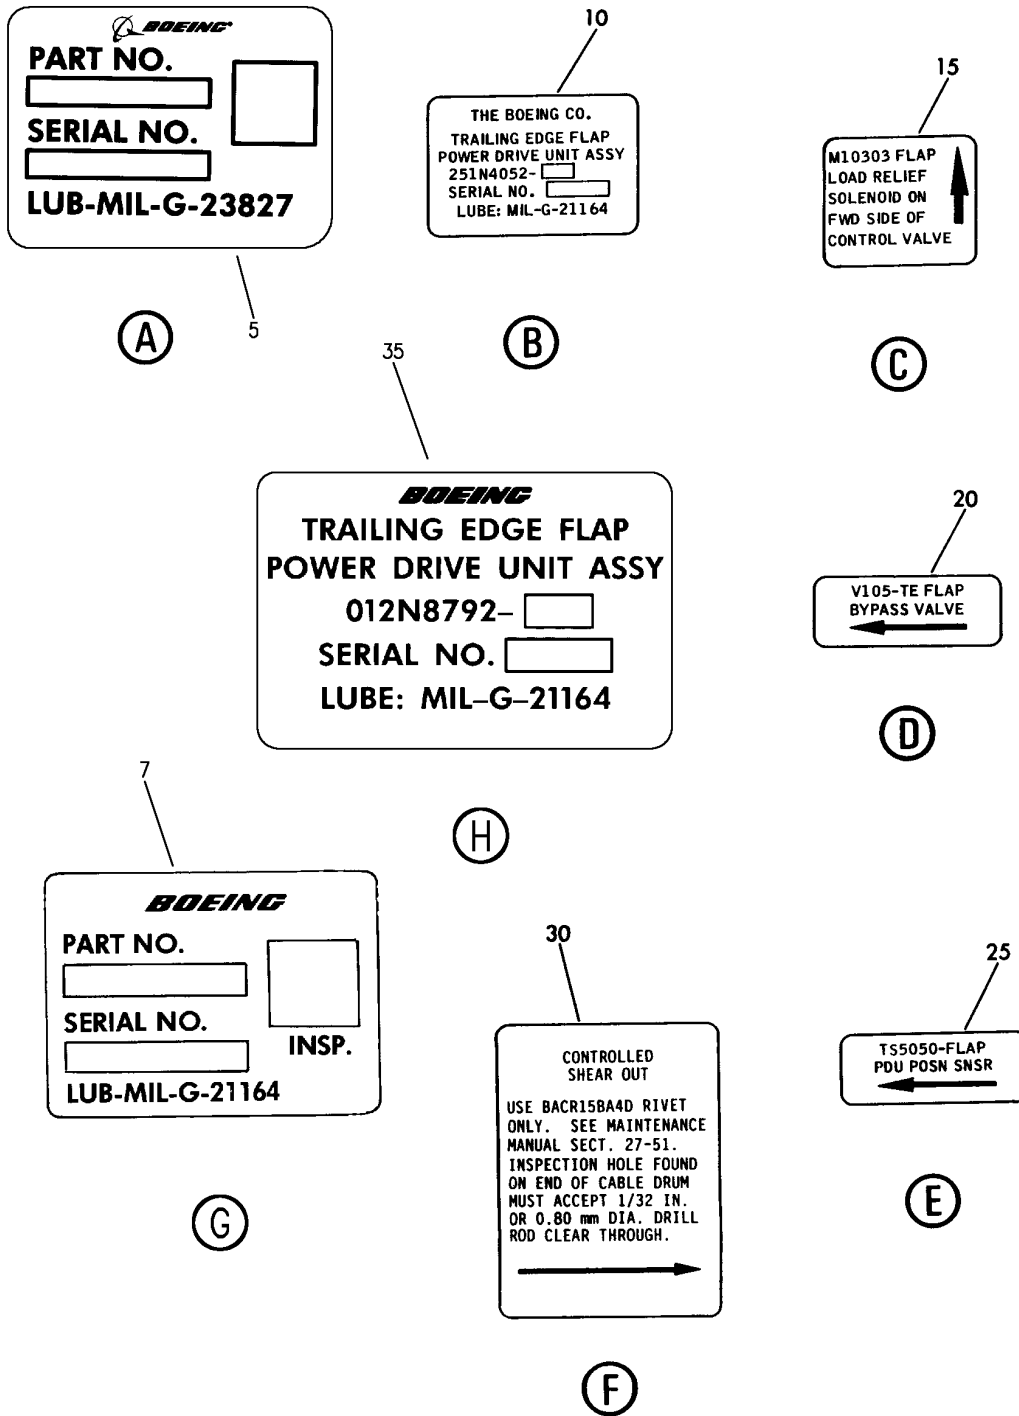 BOEING®
PART NO.
SERIAL NO.
LUB-MIL-G-23827
5
A
10
THE BOEING CO.
TRAILING EDGE FLAP
POWER DRIVE UNIT ASSY
251N4052-
SERIAL NO.
LUBE: MIL-G-21164
B
15
M10303 FLAP
LOAD RELIEF
SOLENOID ON
FWD SIDE OF
CONTROL VALVE
C
35
BOEING
TRAILING EDGE FLAP
POWER DRIVE UNIT ASSY
012N8792–
SERIAL NO.
LUBE: MIL–G–21164
H
20
V105-TE FLAP
BYPASS VALVE
D
7
BOEING
PART NO.
SERIAL NO.
INSP.
LUB-MIL-G-21164
G
30
CONTROLLED
SHEAR OUT
USE BACR15BA4D RIVET
ONLY. SEE MAINTENANCE
MANUAL SECT. 27-51.
INSPECTION HOLE FOUND
ON END OF CABLE DRUM
MUST ACCEPT 1/32 IN.
OR 0.80 mm DIA. DRILL
ROD CLEAR THROUGH.
F
25
TS5050-FLAP
PDU POSN SNSR
E